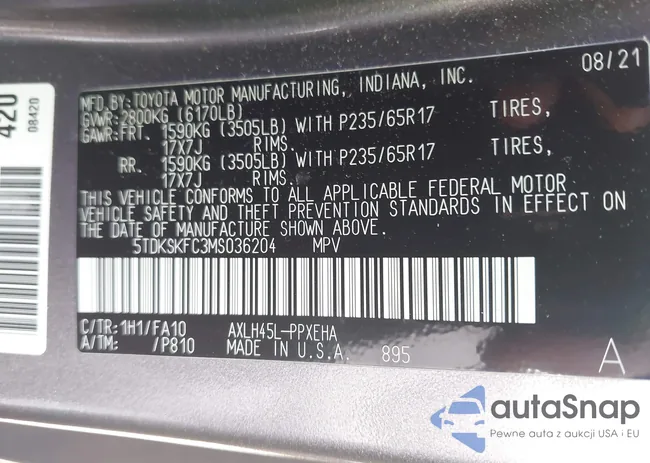 420
08420
08/21
MFD. BY: TOYOTA MOTOR MANUFACTURING, INDIANA, INC.
GVWR: 2800KG (6170LB)
GAWR: FRT. 1590KG (3505LB) WITH P235/65R17 TIRES,
17X7J RIMS.
RR. 1590KG (3505LB) WITH P235/65R17 TIRES,
17X7J RIMS.
THIS VEHICLE CONFORMS TO ALL APPLICABLE FEDERAL MOTOR
VEHICLE SAFETY AND THEFT PREVENTION STANDARDS IN EFFECT ON
THE DATE OF MANUFACTURE SHOWN ABOVE.
5TDKSKFC3MS036204 MPV
C/TR: 1H1/FA10 AXLH45L-PPXEHA
A/TM: /P810 MADE IN U.S.A. 895
A
autaSnap
Pewne auta z aukcji USA i EU